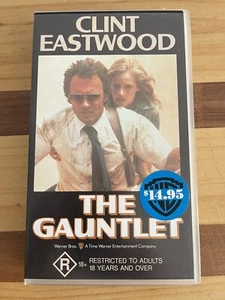 CLINT
EASTWOOD
$14.95
THE
GAUNTLET
Warner Bros. A Time Warner Entertainment Company
R 18+ RESTRICTED TO ADULTS
18 YEARS AND OVER